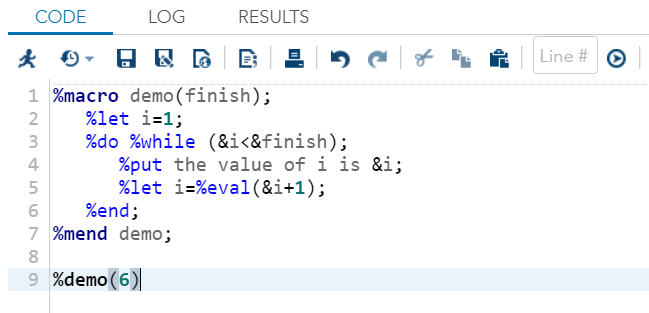 CODE LOG RESULTS
Line #
1 %macro demo(finish);
2 %let i=1;
3 %do %while (&i<&finish);
4 %put the value of i is &i;
5 %let i=%eval(&i+1);
6 %end;
7 %mend demo;
8
9 %demo(6)